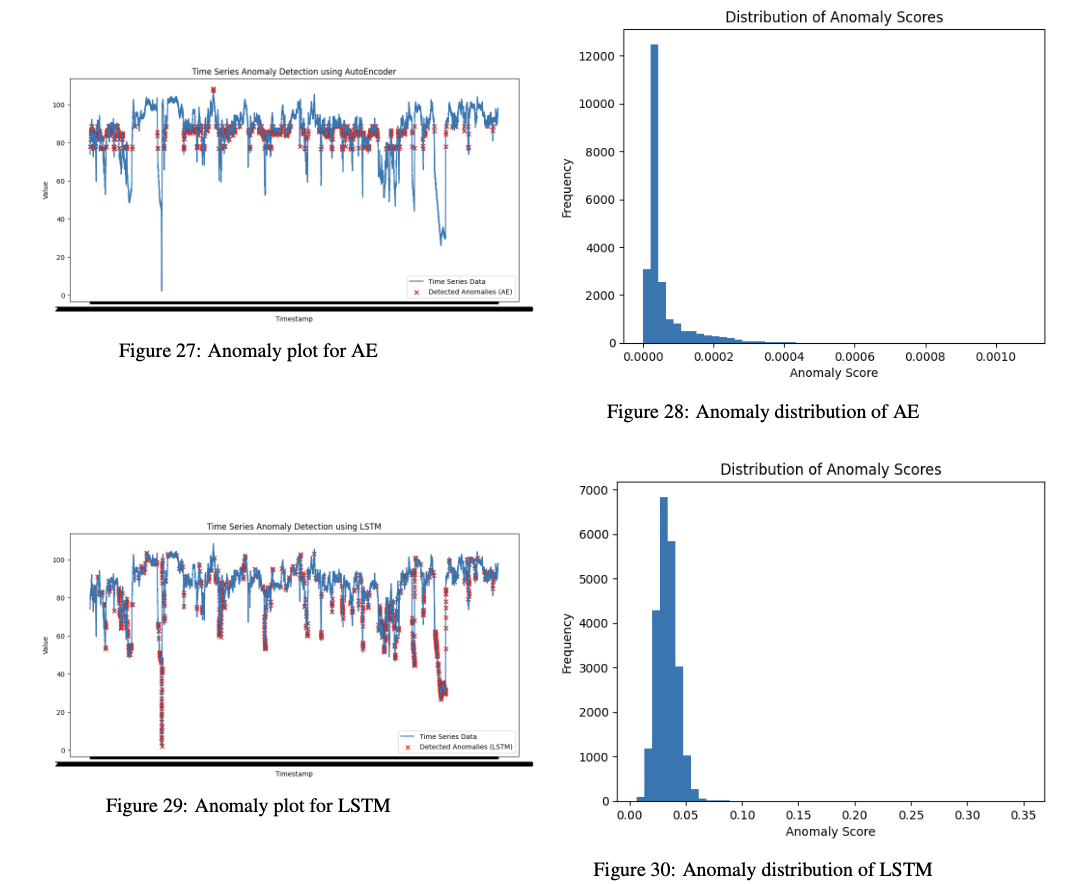 Time Series Anomaly Detection using AutoEncoder
100
80
60
40
20
0
Value
Time Series Data
Detected Anomalies (AE)
Timestamp
Figure 27: Anomaly plot for AE
Distribution of Anomaly Scores
12000
10000
8000
6000
4000
2000
0
Frequency
0.0000 0.0002 0.0004 0.0006 0.0008 0.0010
Anomaly Score
Figure 28: Anomaly distribution of AE
Time Series Anomaly Detection using LSTM
100
80
60
40
20
0
Value
Time Series Data
Detected Anomalies (LSTM)
Timestamp
Figure 29: Anomaly plot for LSTM
Distribution of Anomaly Scores
7000
6000
5000
4000
3000
2000
1000
0
Frequency
0.00 0.05 0.10 0.15 0.20 0.25 0.30 0.35
Anomaly Score
Figure 30: Anomaly distribution of LSTM